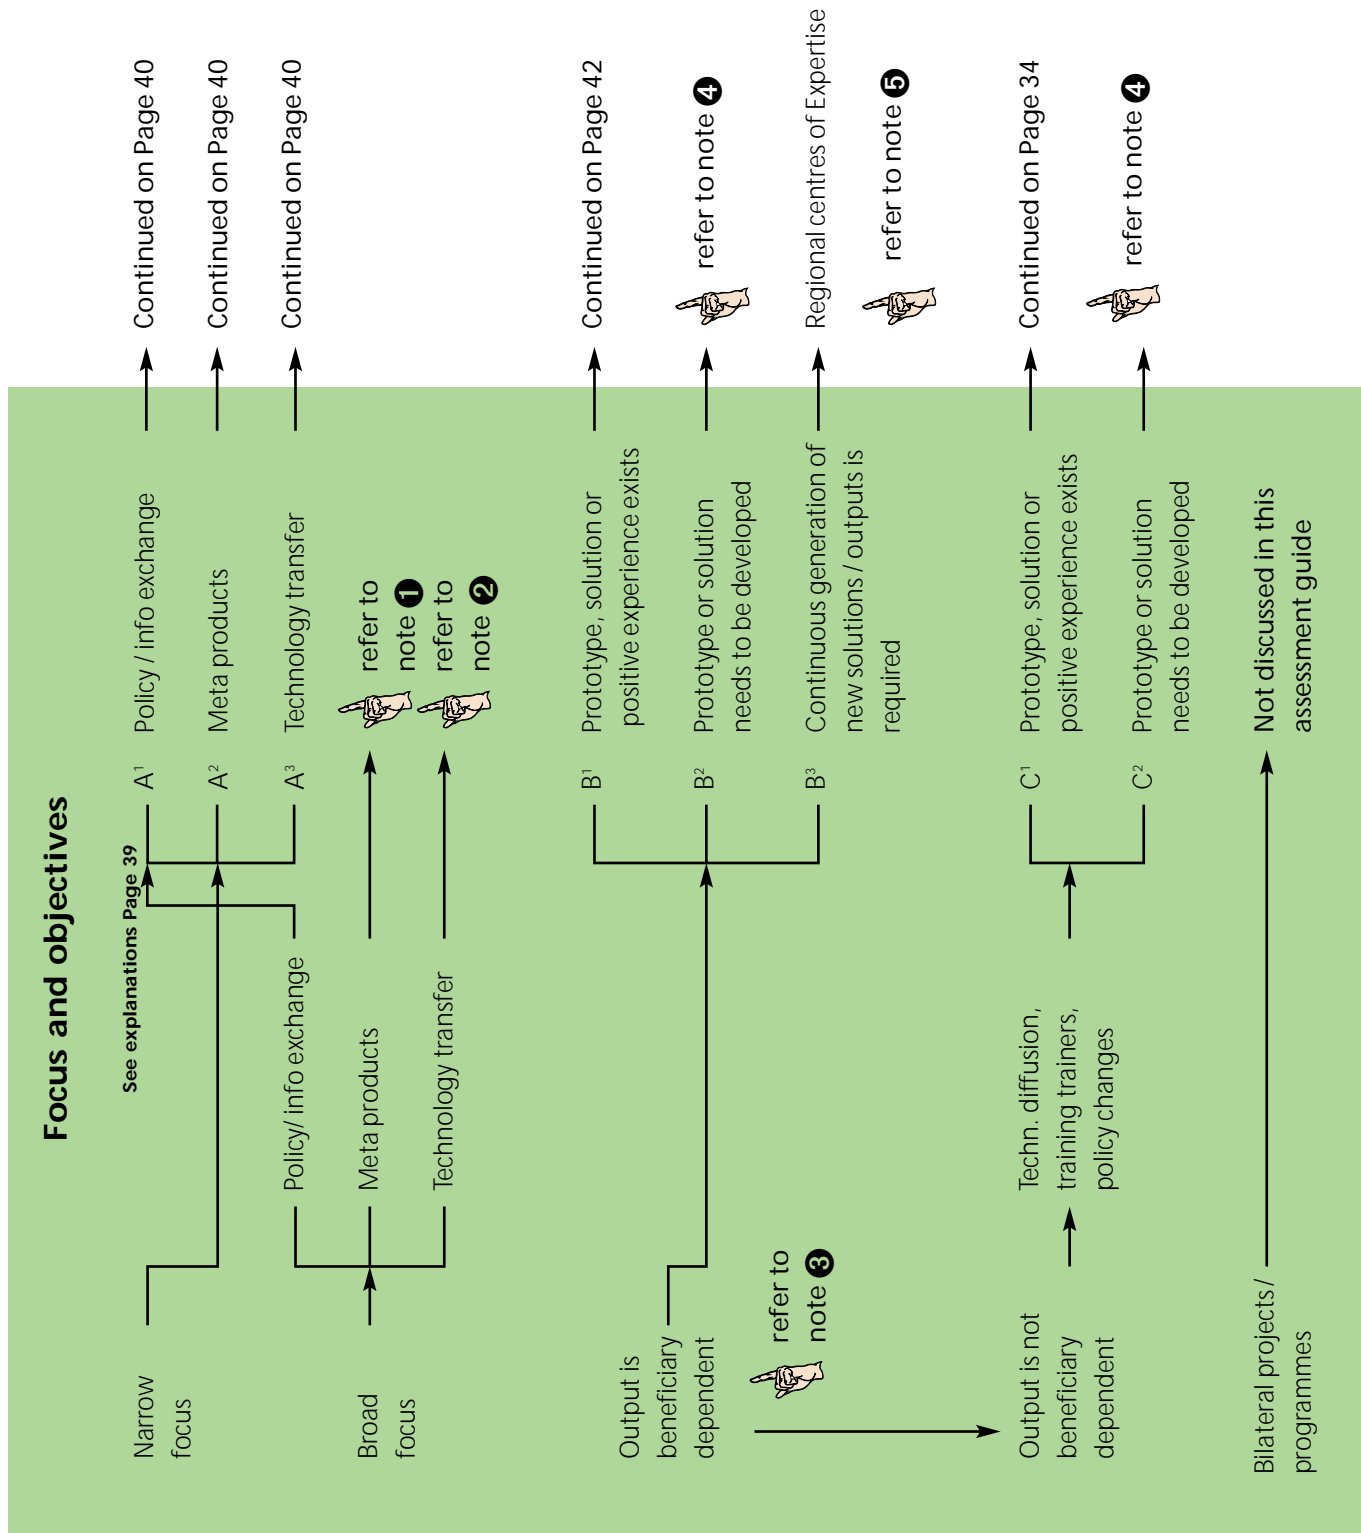 Focus and objectives
See explanations Page 39
Narrow
focus
A1 Policy / info exchange
Continued on Page 40
A2 Meta products
Continued on Page 40
A3 Technology transfer
Continued on Page 40
Broad
focus
Policy/ info exchange
Meta products
refer to
note ❶
Technology transfer
refer to
note ❷
Output is
beneficiary
dependent
B1 Prototype, solution or
positive experience exists
Continued on Page 42
B2 Prototype or solution
needs to be developed
refer to note ❹
B3 Continuous generation of
new solutions / outputs is
required
Regional centres of Expertise
refer to note ❺
refer to
note ❸
Output is not
beneficiary
dependent
Techn. diffusion,
training trainers,
policy changes
C1 Prototype, solution or
positive experience exists
Continued on Page 34
C2 Prototype or solution
needs to be developed
refer to note ❹
Bilateral projects /
programmes
Not discussed in this
assessment guide